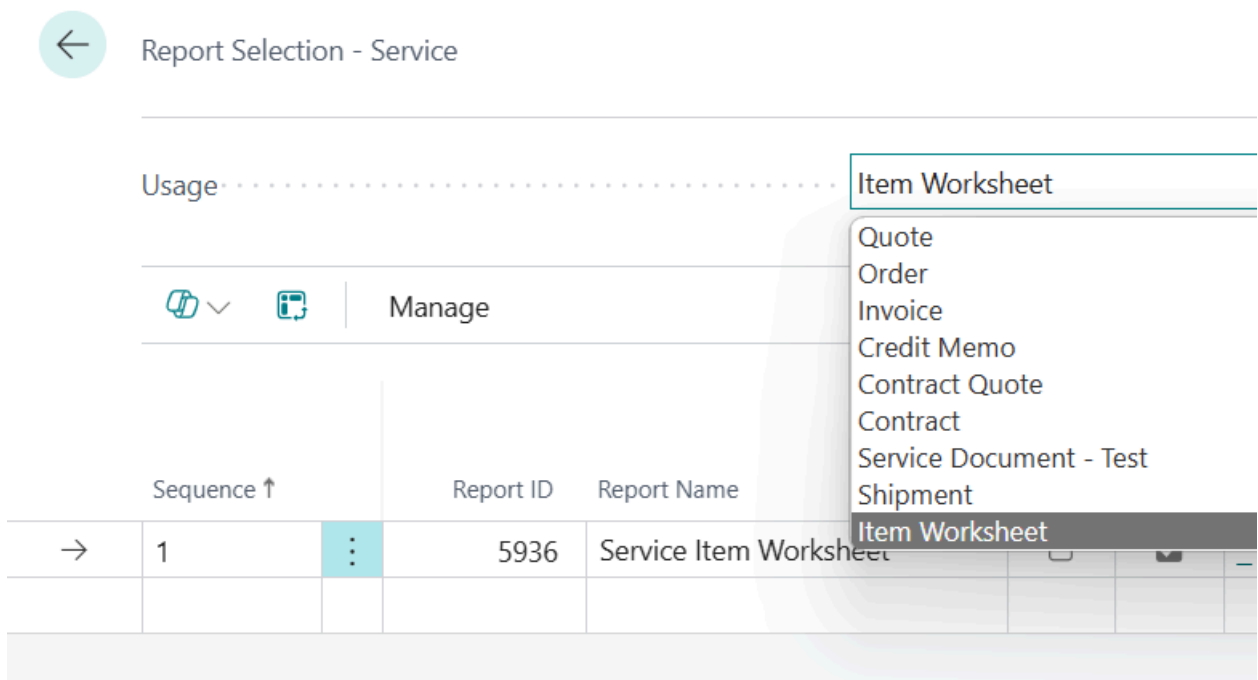 Report Selection - Service
Usage
Item Worksheet
Quote
Order
Invoice
Credit Memo
Contract Quote
Contract
Service Document - Test
Shipment
Item Worksheet
Manage
Sequence ↑
Report ID
Report Name
1
5936
Service Item Worksheet